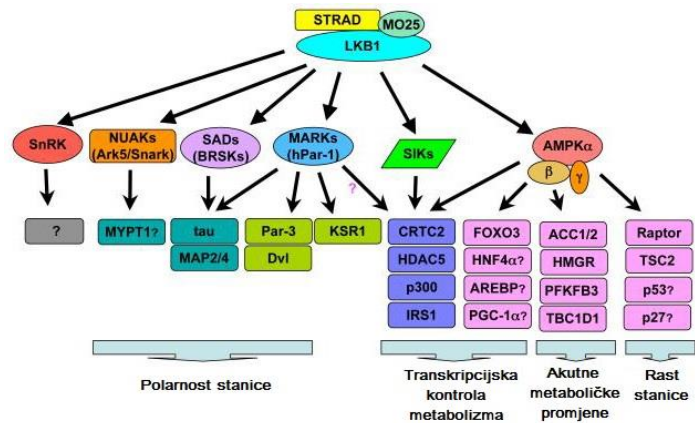 STRAD
MO25
LKB1
SnRK
NUAKs
(Ark5/Snark)
SADs
(BRSKs)
MARKs
(hPar-1)
SIKs
AMPKα
β
γ
?
?
MYPT1?
tau
Par-3
KSR1
CRTC2
FOXO3
ACC1/2
Raptor
MAP2/4
Dvl
HDAC5
HNF4α?
HMGR
TSC2
p300
AREBP?
PFKFB3
p53?
IRS1
PGC-1α?
TBC1D1
p27?
Polarnost stanice
Transkripcijska
kontrola
metabolizma
Akutne
metaboličke
promjene
Rast
stanice